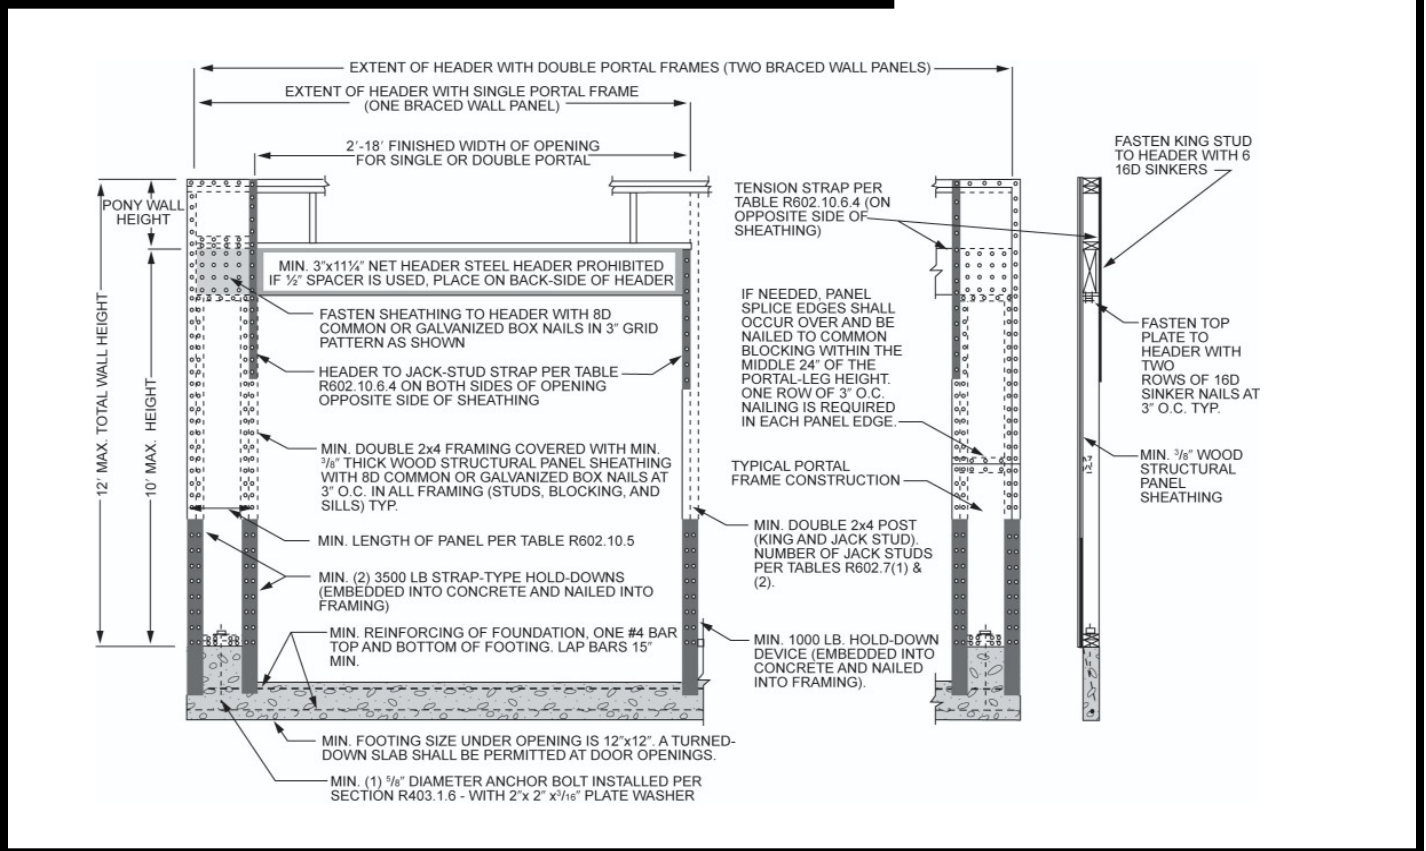 EXTENT OF HEADER WITH DOUBLE PORTAL FRAMES (TWO BRACED WALL PANELS)
EXTENT OF HEADER WITH SINGLE PORTAL FRAME
(ONE BRACED WALL PANEL)
2'-18' FINISHED WIDTH OF OPENING
FOR SINGLE OR DOUBLE PORTAL
FASTEN KING STUD
TO HEADER WITH 6
16D SINKERS
TENSION STRAP PER
TABLE R602.10.6.4 (ON
OPPOSITE SIDE OF
SHEATHING)
PONY WALL
HEIGHT
MIN. 3"x11¼" NET HEADER STEEL HEADER PROHIBITED
IF ½" SPACER IS USED, PLACE ON BACK-SIDE OF HEADER
12' MAX. TOTAL WALL HEIGHT
10' MAX. HEIGHT
FASTEN SHEATHING TO HEADER WITH 8D
COMMON OR GALVANIZED BOX NAILS IN 3" GRID
PATTERN AS SHOWN
HEADER TO JACK-STUD STRAP PER TABLE
R602.10.6.4 ON BOTH SIDES OF OPENING
OPPOSITE SIDE OF SHEATHING
IF NEEDED, PANEL
SPLICE EDGES SHALL
OCCUR OVER AND BE
NAILED TO COMMON
BLOCKING WITHIN THE
MIDDLE 24" OF THE
PORTAL-LEG HEIGHT.
ONE ROW OF 3" O.C.
NAILING IS REQUIRED
IN EACH PANEL EDGE.
FASTEN TOP
PLATE TO
HEADER WITH
TWO
ROWS OF 16D
SINKER NAILS AT
3" O.C. TYP.
MIN. DOUBLE 2x4 FRAMING COVERED WITH MIN.
3/8" THICK WOOD STRUCTURAL PANEL SHEATHING
WITH 8D COMMON OR GALVANIZED BOX NAILS AT
3" O.C. IN ALL FRAMING (STUDS, BLOCKING, AND
SILLS) TYP.
TYPICAL PORTAL
FRAME CONSTRUCTION
MIN. 3/8" WOOD
STRUCTURAL
PANEL
SHEATHING
MIN. LENGTH OF PANEL PER TABLE R602.10.5
MIN. DOUBLE 2x4 POST
(KING AND JACK STUD).
NUMBER OF JACK STUDS
PER TABLES R602.7(1) &
(2).
MIN. (2) 3500 LB STRAP-TYPE HOLD-DOWNS
(EMBEDDED INTO CONCRETE AND NAILED INTO
FRAMING)
MIN. REINFORCING OF FOUNDATION, ONE #4 BAR
TOP AND BOTTOM OF FOOTING. LAP BARS 15"
MIN.
MIN. 1000 LB. HOLD-DOWN
DEVICE (EMBEDDED INTO
CONCRETE AND NAILED
INTO FRAMING).
MIN. FOOTING SIZE UNDER OPENING IS 12"x12". A TURNED-
DOWN SLAB SHALL BE PERMITTED AT DOOR OPENINGS.
MIN. (1) 5/8" DIAMETER ANCHOR BOLT INSTALLED PER
SECTION R403.1.6 - WITH 2"x 2" x3/16" PLATE WASHER